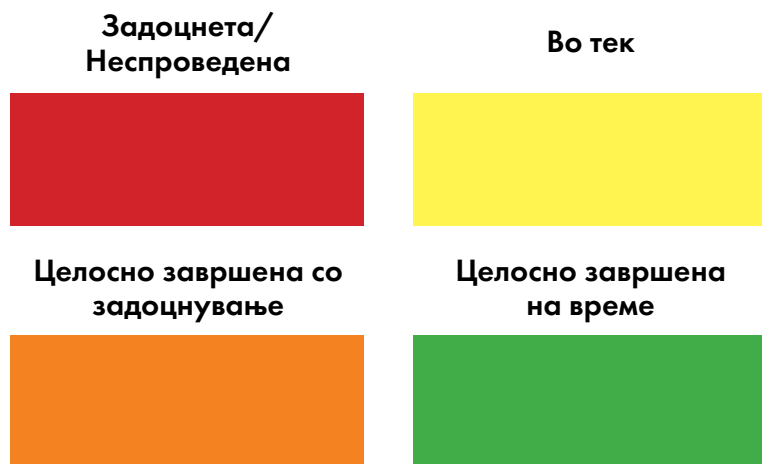 Задоцнета/
Неспроведена
Во тек
Целосно завршена со
задоцнување
Целосно завршена
на време